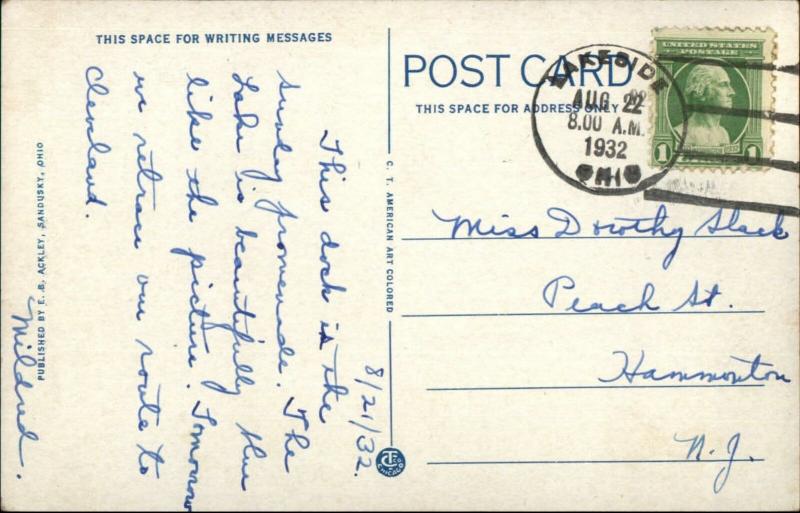 THIS SPACE FOR WRITING MESSAGES
8/21/32.
This dock is the
sunday promenade. The
Lake is beautifully blue
like the picture. Tomorrow
we retrace our route to
Cleveland.
Mildred.
PUBLISHED BY E. B. ACKLEY, SANDUSKY, OHIO
C. T. AMERICAN ART COLORED
CT CO
CHICAGO
POST CARD
THIS SPACE FOR ADDRESS ONLY
LAKESIDE
AUG 22
8.00 A.M.
1932
OHIO
UNITED STATES
POSTAGE
1 1
Miss Dorothy Slack
Peach St.
Hammonton
N. J.